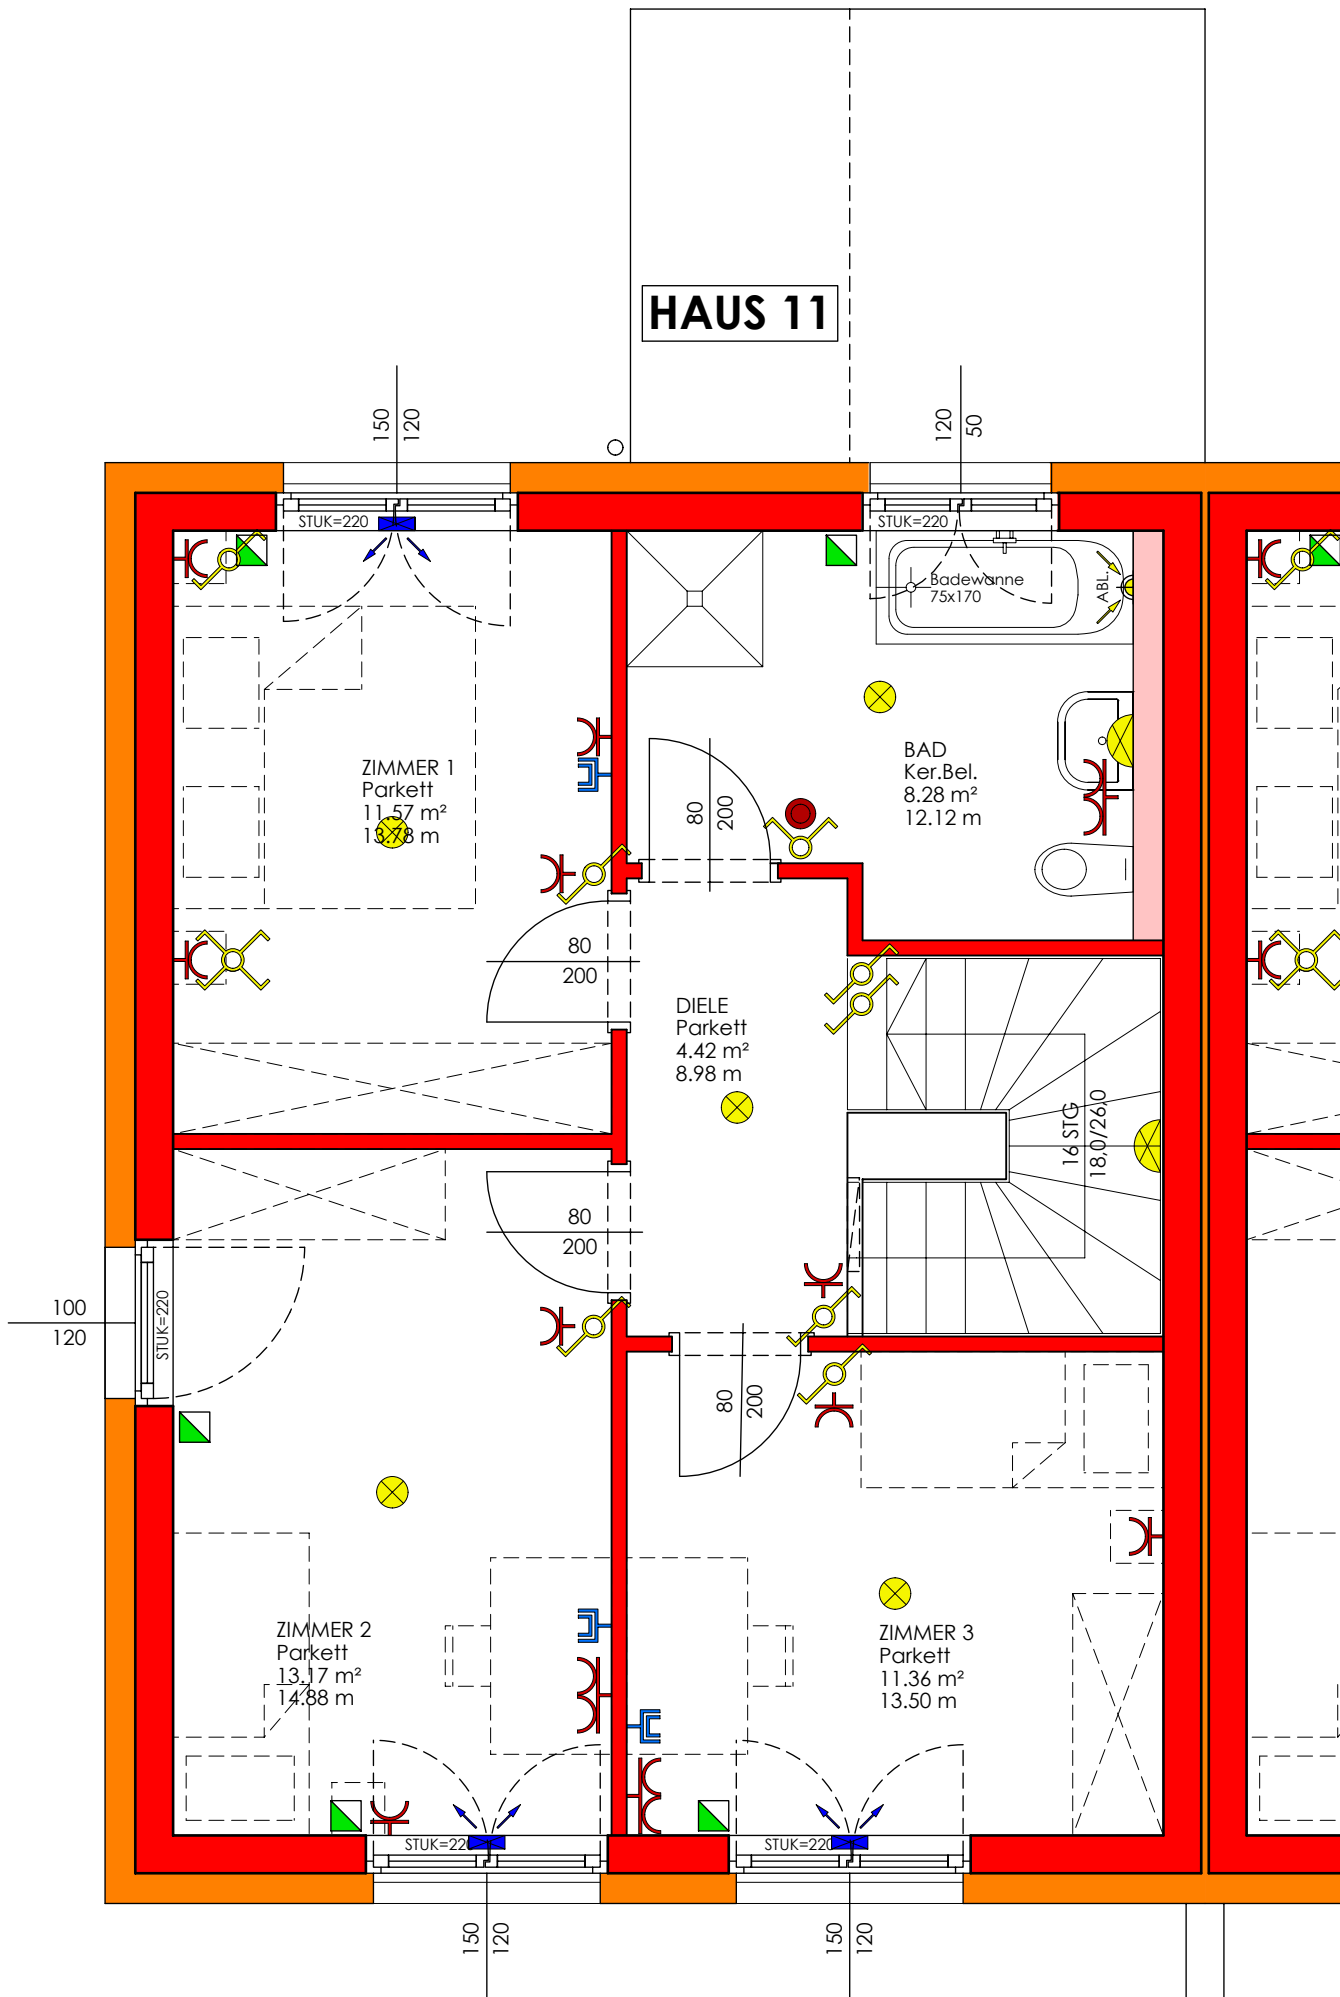 HAUS 11
150
120
120
50
STUK=220
STUK=220
Badewanne
75x170
ABL.
ZIMMER 1
Parkett
11.57 m²
13.78 m
BAD
Ker.Bel.
8.28 m²
12.12 m
80
200
80
200
DIELE
Parkett
4.42 m²
8.98 m
16 STG
18,0/26,0
80
200
100
120
STUK=220
80
200
ZIMMER 2
Parkett
13.17 m²
14.88 m
ZIMMER 3
Parkett
11.36 m²
13.50 m
STUK=220
STUK=220
150
120
150
120